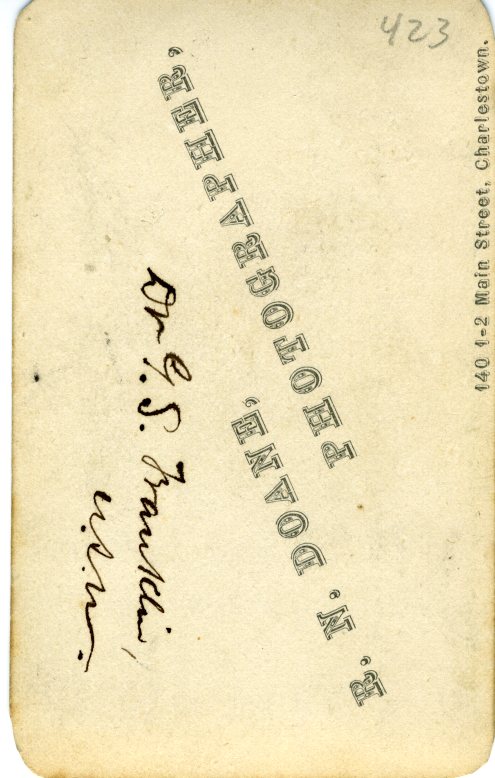 423
R. N. DOANE,
PHOTOGRAPHER,
140 1-2 Main Street, Charlestown.
Dr G. S. Franklin,
U.S.N.